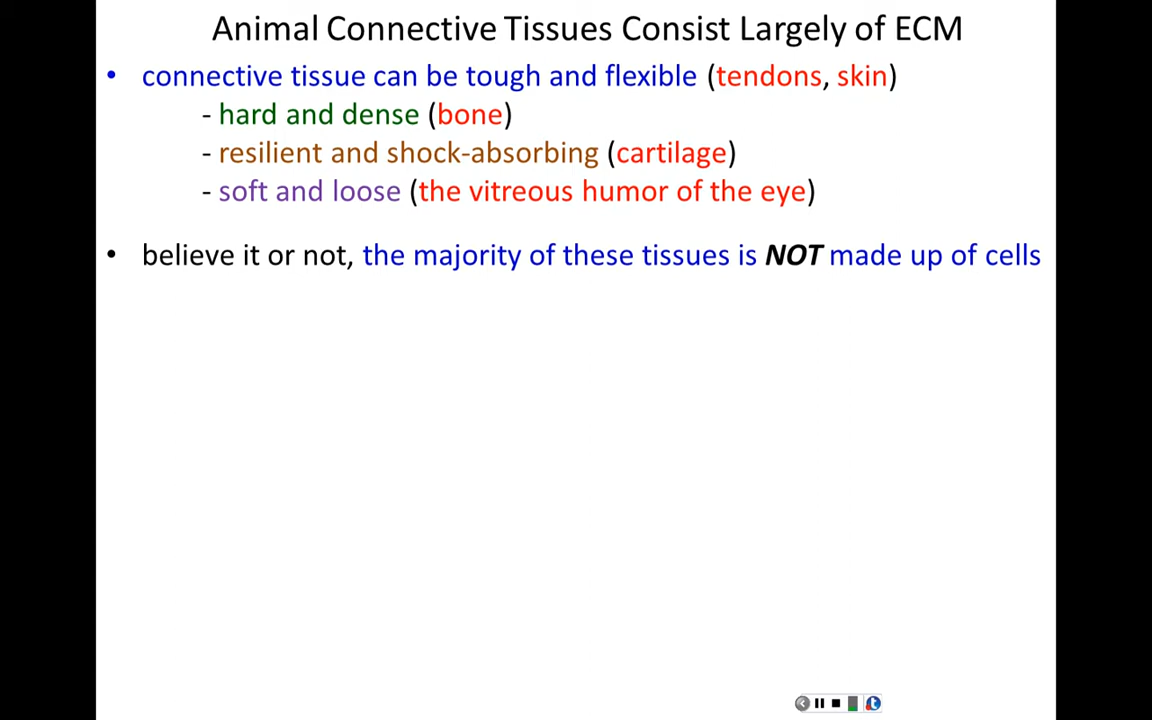 Animal Connective Tissues Consist Largely of ECM
• connective tissue can be tough and flexible (tendons, skin)
- hard and dense (bone)
- resilient and shock-absorbing (cartilage)
- soft and loose (the vitreous humor of the eye)
• believe it or not, the majority of these tissues is NOT made up of cells